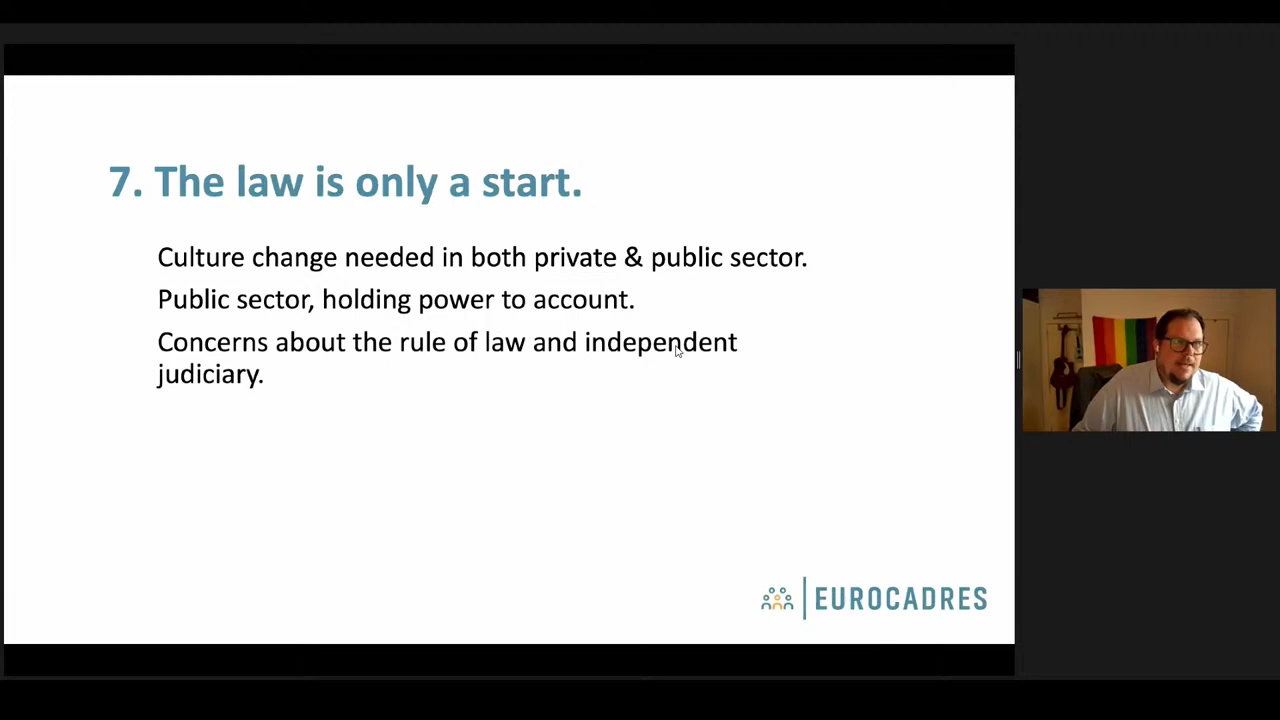 7. The law is only a start.
Culture change needed in both private & public sector.
Public sector, holding power to account.
Concerns about the rule of law and independent
judiciary.
EUROCADRES